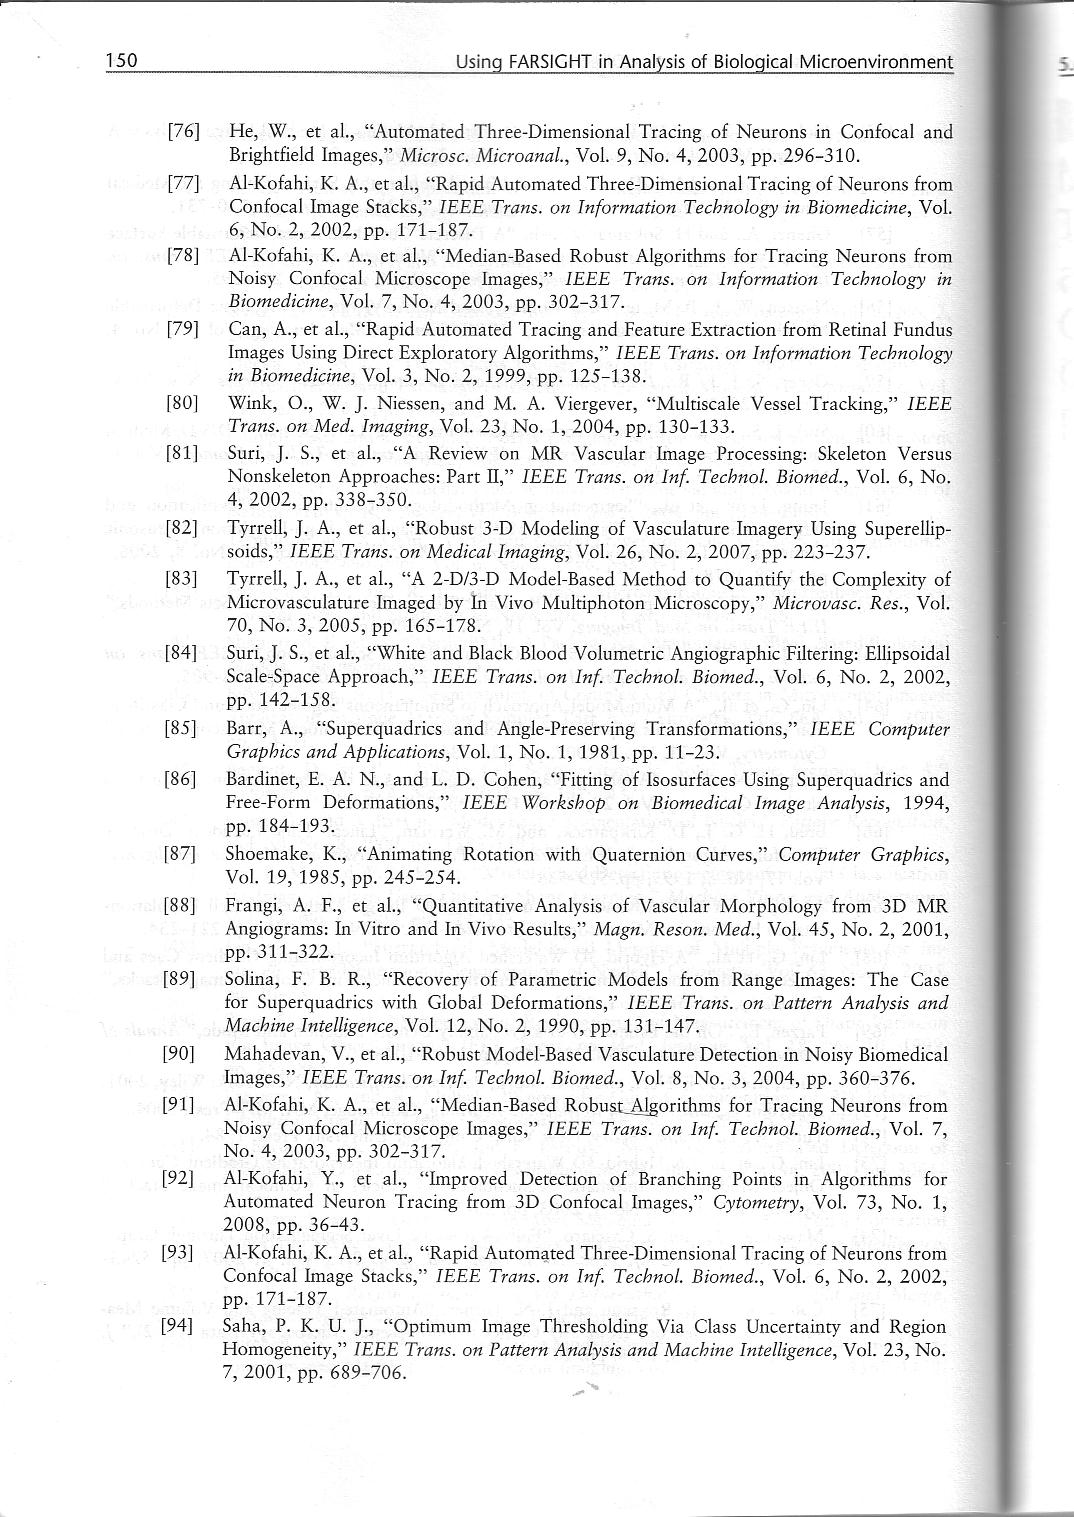 150 Using FARSIGHT in Analysis of Biological Microenvironment
5.
[76] He, W., et al., “Automated Three-Dimensional Tracing of Neurons in Confocal and
Brightfield Images,” Microsc. Microanal., Vol. 9, No. 4, 2003, pp. 296–310.
[77] Al-Kofahi, K. A., et al., “Rapid Automated Three-Dimensional Tracing of Neurons from
Confocal Image Stacks,” IEEE Trans. on Information Technology in Biomedicine, Vol.
6, No. 2, 2002, pp. 171–187.
[78] Al-Kofahi, K. A., et al., “Median-Based Robust Algorithms for Tracing Neurons from
Noisy Confocal Microscope Images,” IEEE Trans. on Information Technology in
Biomedicine, Vol. 7, No. 4, 2003, pp. 302–317.
[79] Can, A., et al., “Rapid Automated Tracing and Feature Extraction from Retinal Fundus
Images Using Direct Exploratory Algorithms,” IEEE Trans. on Information Technology
in Biomedicine, Vol. 3, No. 2, 1999, pp. 125–138.
[80] Wink, O., W. J. Niessen, and M. A. Viergever, “Multiscale Vessel Tracking,” IEEE
Trans. on Med. Imaging, Vol. 23, No. 1, 2004, pp. 130–133.
[81] Suri, J. S., et al., “A Review on MR Vascular Image Processing: Skeleton Versus
Nonskeleton Approaches: Part II,” IEEE Trans. on Inf. Technol. Biomed., Vol. 6, No.
4, 2002, pp. 338–350.
[82] Tyrrell, J. A., et al., “Robust 3-D Modeling of Vasculature Imagery Using Superellip-
soids,” IEEE Trans. on Medical Imaging, Vol. 26, No. 2, 2007, pp. 223–237.
[83] Tyrrell, J. A., et al., “A 2-D/3-D Model-Based Method to Quantify the Complexity of
Microvasculature Imaged by In Vivo Multiphoton Microscopy,” Microvasc. Res., Vol.
70, No. 3, 2005, pp. 165–178.
[84] Suri, J. S., et al., “White and Black Blood Volumetric Angiographic Filtering: Ellipsoidal
Scale-Space Approach,” IEEE Trans. on Inf. Technol. Biomed., Vol. 6, No. 2, 2002,
pp. 142–158.
[85] Barr, A., “Superquadrics and Angle-Preserving Transformations,” IEEE Computer
Graphics and Applications, Vol. 1, No. 1, 1981, pp. 11–23.
[86] Bardinet, E. A. N., and L. D. Cohen, “Fitting of Isosurfaces Using Superquadrics and
Free-Form Deformations,” IEEE Workshop on Biomedical Image Analysis, 1994,
pp. 184–193.
[87] Shoemake, K., “Animating Rotation with Quaternion Curves,” Computer Graphics,
Vol. 19, 1985, pp. 245–254.
[88] Frangi, A. F., et al., “Quantitative Analysis of Vascular Morphology from 3D MR
Angiograms: In Vitro and In Vivo Results,” Magn. Reson. Med., Vol. 45, No. 2, 2001,
pp. 311–322.
[89] Solina, F. B. R., “Recovery of Parametric Models from Range Images: The Case
for Superquadrics with Global Deformations,” IEEE Trans. on Pattern Analysis and
Machine Intelligence, Vol. 12, No. 2, 1990, pp. 131–147.
[90] Mahadevan, V., et al., “Robust Model-Based Vasculature Detection in Noisy Biomedical
Images,” IEEE Trans. on Inf. Technol. Biomed., Vol. 8, No. 3, 2004, pp. 360–376.
[91] Al-Kofahi, K. A., et al., “Median-Based Robust Algorithms for Tracing Neurons from
Noisy Confocal Microscope Images,” IEEE Trans. on Inf. Technol. Biomed., Vol. 7,
No. 4, 2003, pp. 302–317.
[92] Al-Kofahi, Y., et al., “Improved Detection of Branching Points in Algorithms for
Automated Neuron Tracing from 3D Confocal Images,” Cytometry, Vol. 73, No. 1,
2008, pp. 36–43.
[93] Al-Kofahi, K. A., et al., “Rapid Automated Three-Dimensional Tracing of Neurons from
Confocal Image Stacks,” IEEE Trans. on Inf. Technol. Biomed., Vol. 6, No. 2, 2002,
pp. 171–187.
[94] Saha, P. K. U. J., “Optimum Image Thresholding Via Class Uncertainty and Region
Homogeneity,” IEEE Trans. on Pattern Analysis and Machine Intelligence, Vol. 23, No.
7, 2001, pp. 689–706.